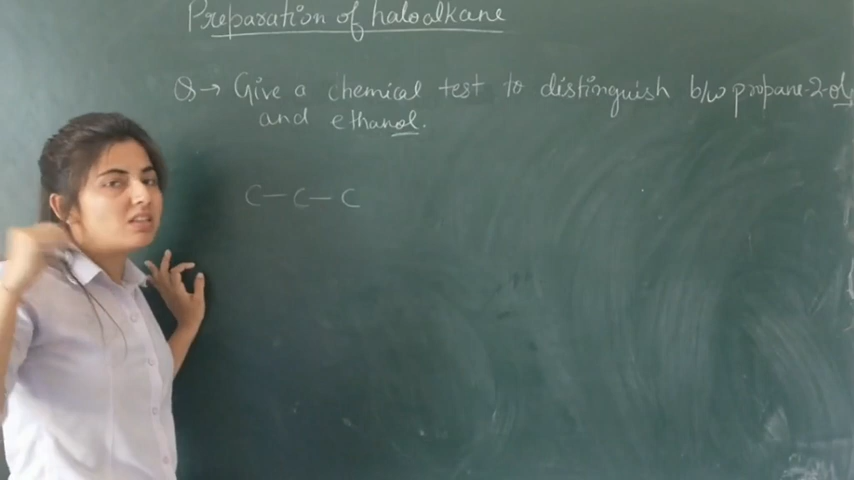 Preparation of haloalkane
Q→ Give a chemical test to distinguish b/w propane-2-ol
and ethanol.
C-C-C